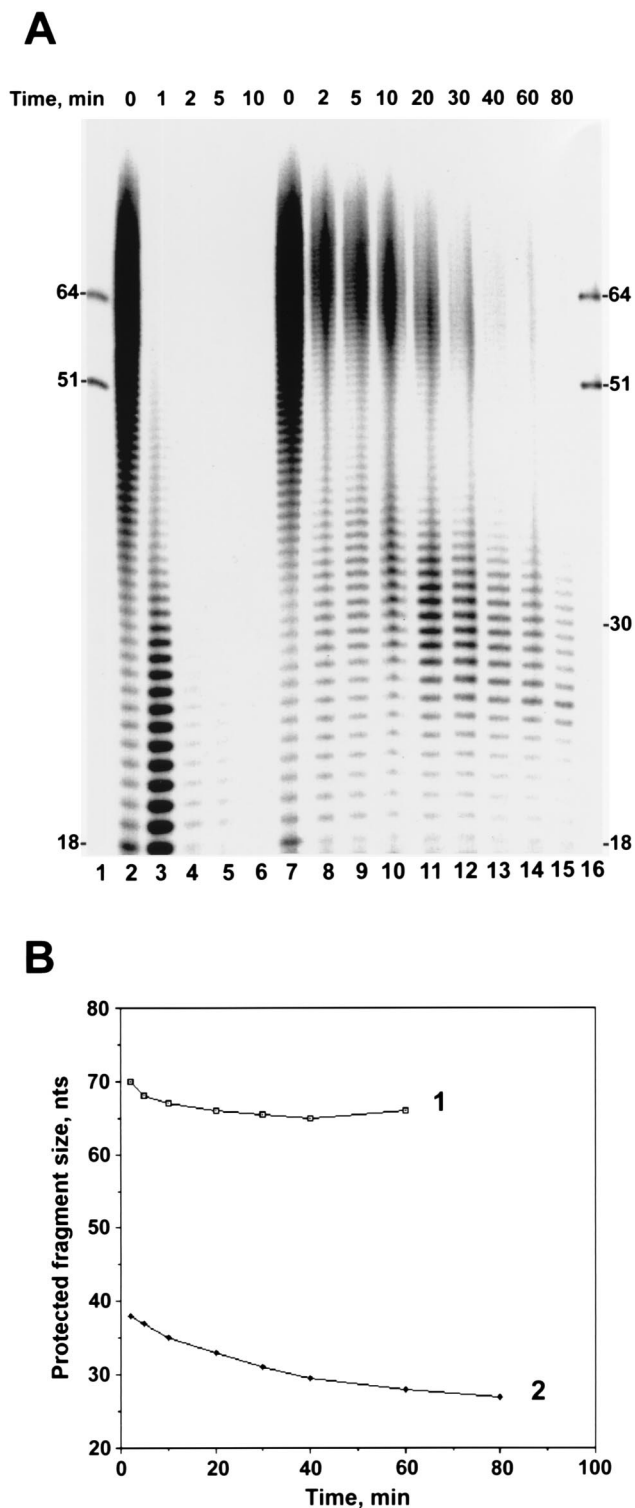 A
Time, min 0 1 2 5 10 0 2 5 10 20 30 40 60 80
64- -64
51- -51
-30
18- -18
1 2 3 4 5 6 7 8 9 10 11 12 13 14 15 16
B
80
70
60
50
40
30
20
Protected fragment size, nts
1
2
0 20 40 60 80 100
Time, min